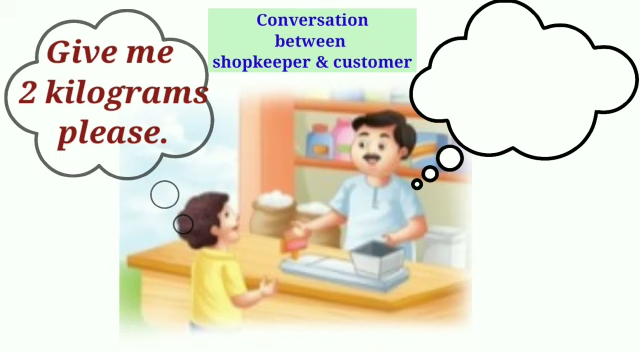 Conversation
between
shopkeeper & customer
Give me
2 kilograms
please.